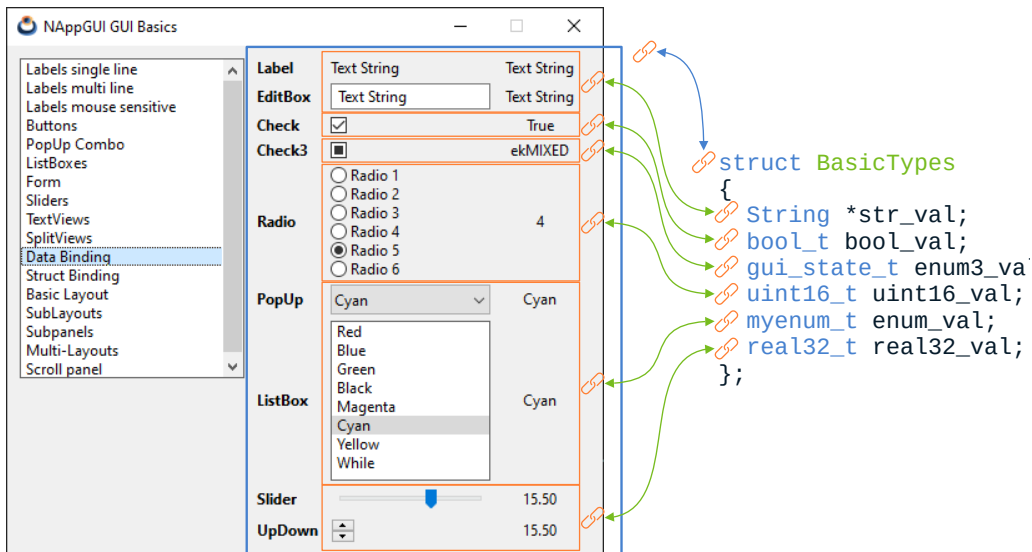 NAppGUI GUI Basics
Labels single line
Labels multi line
Labels mouse sensitive
Buttons
PopUp Combo
ListBoxes
Form
Sliders
TextViews
SplitViews
Data Binding
Struct Binding
Basic Layout
SubLayouts
Subpanels
Multi-Layouts
Scroll panel
Label Text String Text String
EditBox Text String Text String
Check True
Check3 ekMIXED
Radio 1
Radio 2
Radio 3
Radio 4
Radio 5
Radio 6
Radio 4
PopUp Cyan Cyan
Red
Blue
Green
Black
Magenta
Cyan
Yellow
While
ListBox Cyan
Slider 15.50
UpDown 15.50
struct BasicTypes
{
String *str_val;
bool_t bool_val;
gui_state_t enum3_val
uint16_t uint16_val;
myenum_t enum_val;
real32_t real32_val;
};